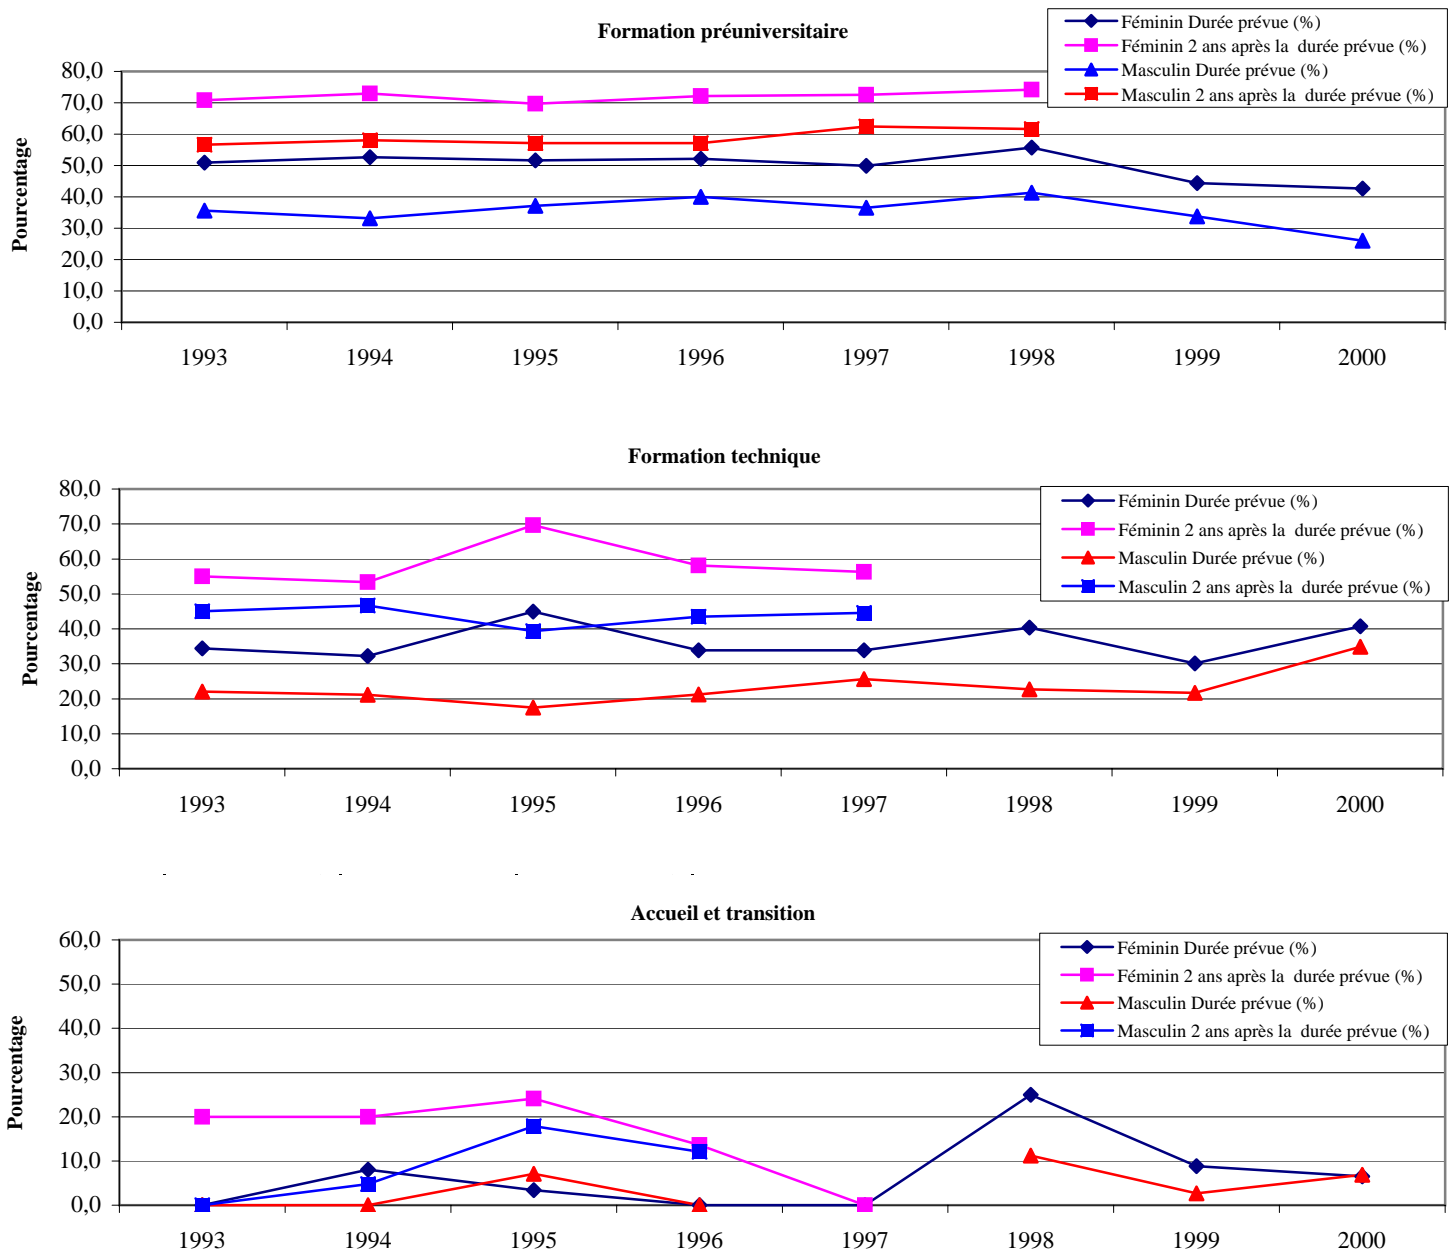 Formation préuniversitaire
Féminin Durée prévue (%)
Féminin 2 ans après la durée prévue (%)
Masculin Durée prévue (%)
Masculin 2 ans après la durée prévue (%)
Pourcentage
80,0
70,0
60,0
50,0
40,0
30,0
20,0
10,0
0,0
1993 1994 1995 1996 1997 1998 1999 2000
Formation technique
Féminin Durée prévue (%)
Féminin 2 ans après la durée prévue (%)
Masculin Durée prévue (%)
Masculin 2 ans après la durée prévue (%)
Pourcentage
80,0
70,0
60,0
50,0
40,0
30,0
20,0
10,0
0,0
1993 1994 1995 1996 1997 1998 1999 2000
Accueil et transition
Féminin Durée prévue (%)
Féminin 2 ans après la durée prévue (%)
Masculin Durée prévue (%)
Masculin 2 ans après la durée prévue (%)
Pourcentage
60,0
50,0
40,0
30,0
20,0
10,0
0,0
1993 1994 1995 1996 1997 1998 1999 2000